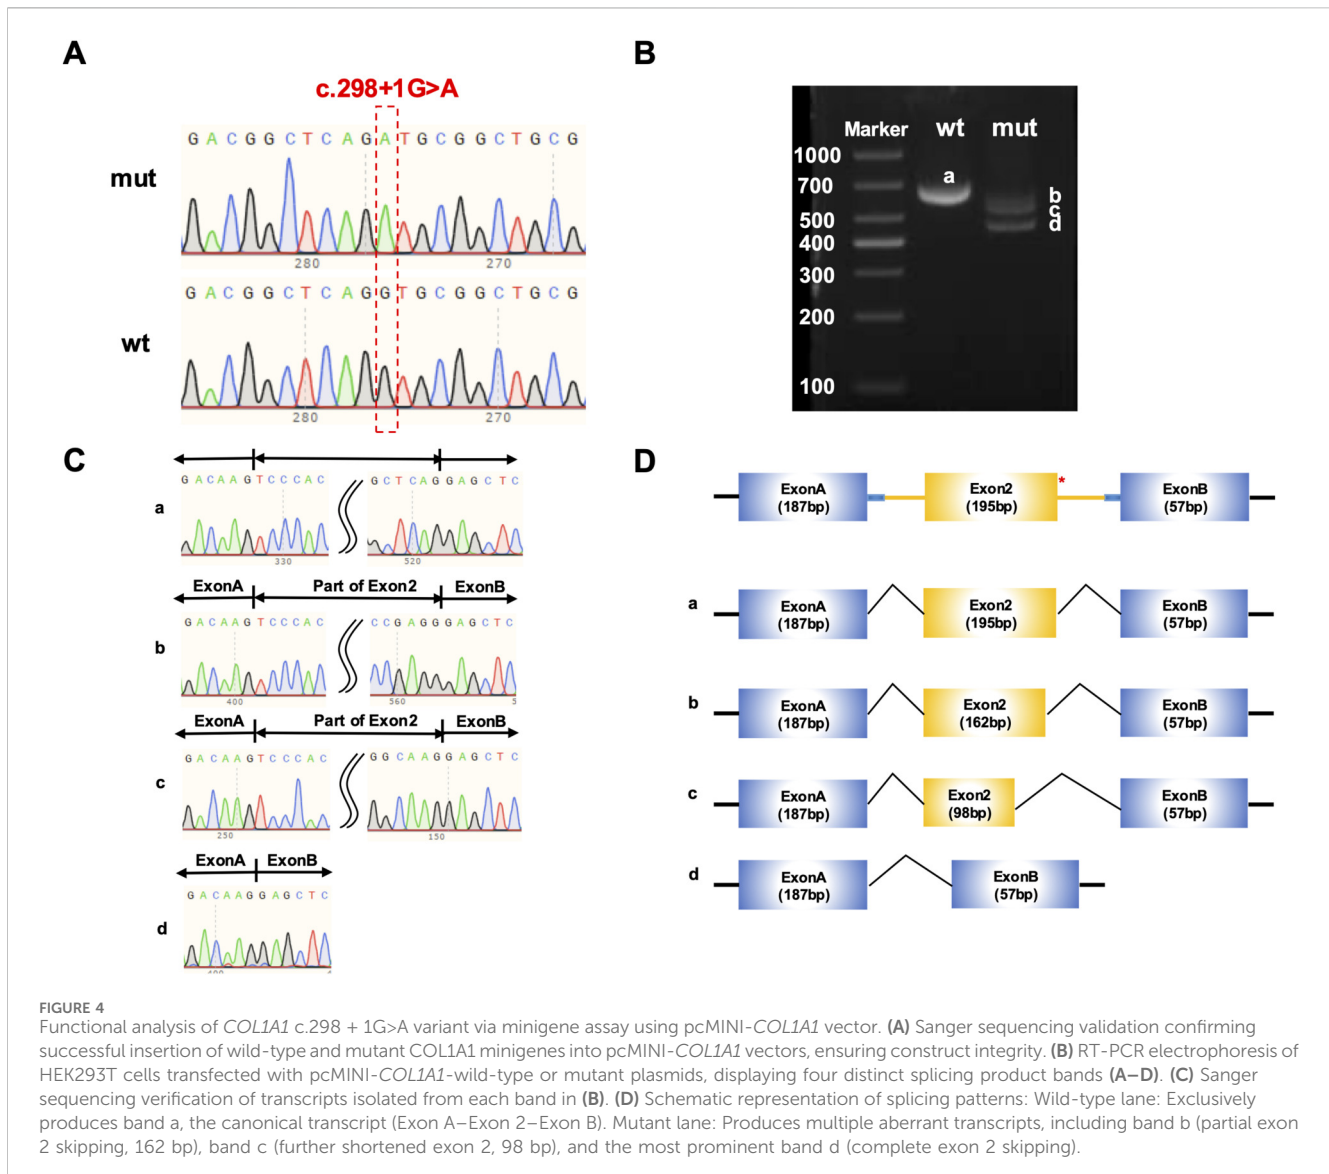 A
c.298+1G>A
G A C G G C T C A G A T G C G G C T G C G
mut
280 270
G A C G G C T C A G G T G C G G C T G C G
wt
280 270
B
Marker wt mut
1000
700
500
400
300
200
100
a
b
c
d
C
G A C A A G T C C C A C G C T C A G G A G C T C
a
330 520
ExonA Part of Exon2 ExonB
G A C A A G T C C C A C C C G A G G G A G C T C
b
400 560 5
ExonA Part of Exon2 ExonB
G A C A A G T C C C A C G G C A A G G A G C T C
c
250 150
ExonA ExonB
G A C A A G G A G C T C
d
400
D
ExonA
(187bp)
Exon2
(195bp)
*
ExonB
(57bp)
a
ExonA
(187bp)
Exon2
(195bp)
ExonB
(57bp)
b
ExonA
(187bp)
Exon2
(162bp)
ExonB
(57bp)
c
ExonA
(187bp)
Exon2
(98bp)
ExonB
(57bp)
d
ExonA
(187bp)
ExonB
(57bp)
FIGURE 4
Functional analysis of COL1A1 c.298 + 1G>A variant via minigene assay using pcMINI-COL1A1 vector. (A) Sanger sequencing validation confirming
successful insertion of wild-type and mutant COL1A1 minigenes into pcMINI-COL1A1 vectors, ensuring construct integrity. (B) RT-PCR electrophoresis of
HEK293T cells transfected with pcMINI-COL1A1-wild-type or mutant plasmids, displaying four distinct splicing product bands (A–D). (C) Sanger
sequencing verification of transcripts isolated from each band in (B). (D) Schematic representation of splicing patterns: Wild-type lane: Exclusively
produces band a, the canonical transcript (Exon A–Exon 2–Exon B). Mutant lane: Produces multiple aberrant transcripts, including band b (partial exon
2 skipping, 162 bp), band c (further shortened exon 2, 98 bp), and the most prominent band d (complete exon 2 skipping).